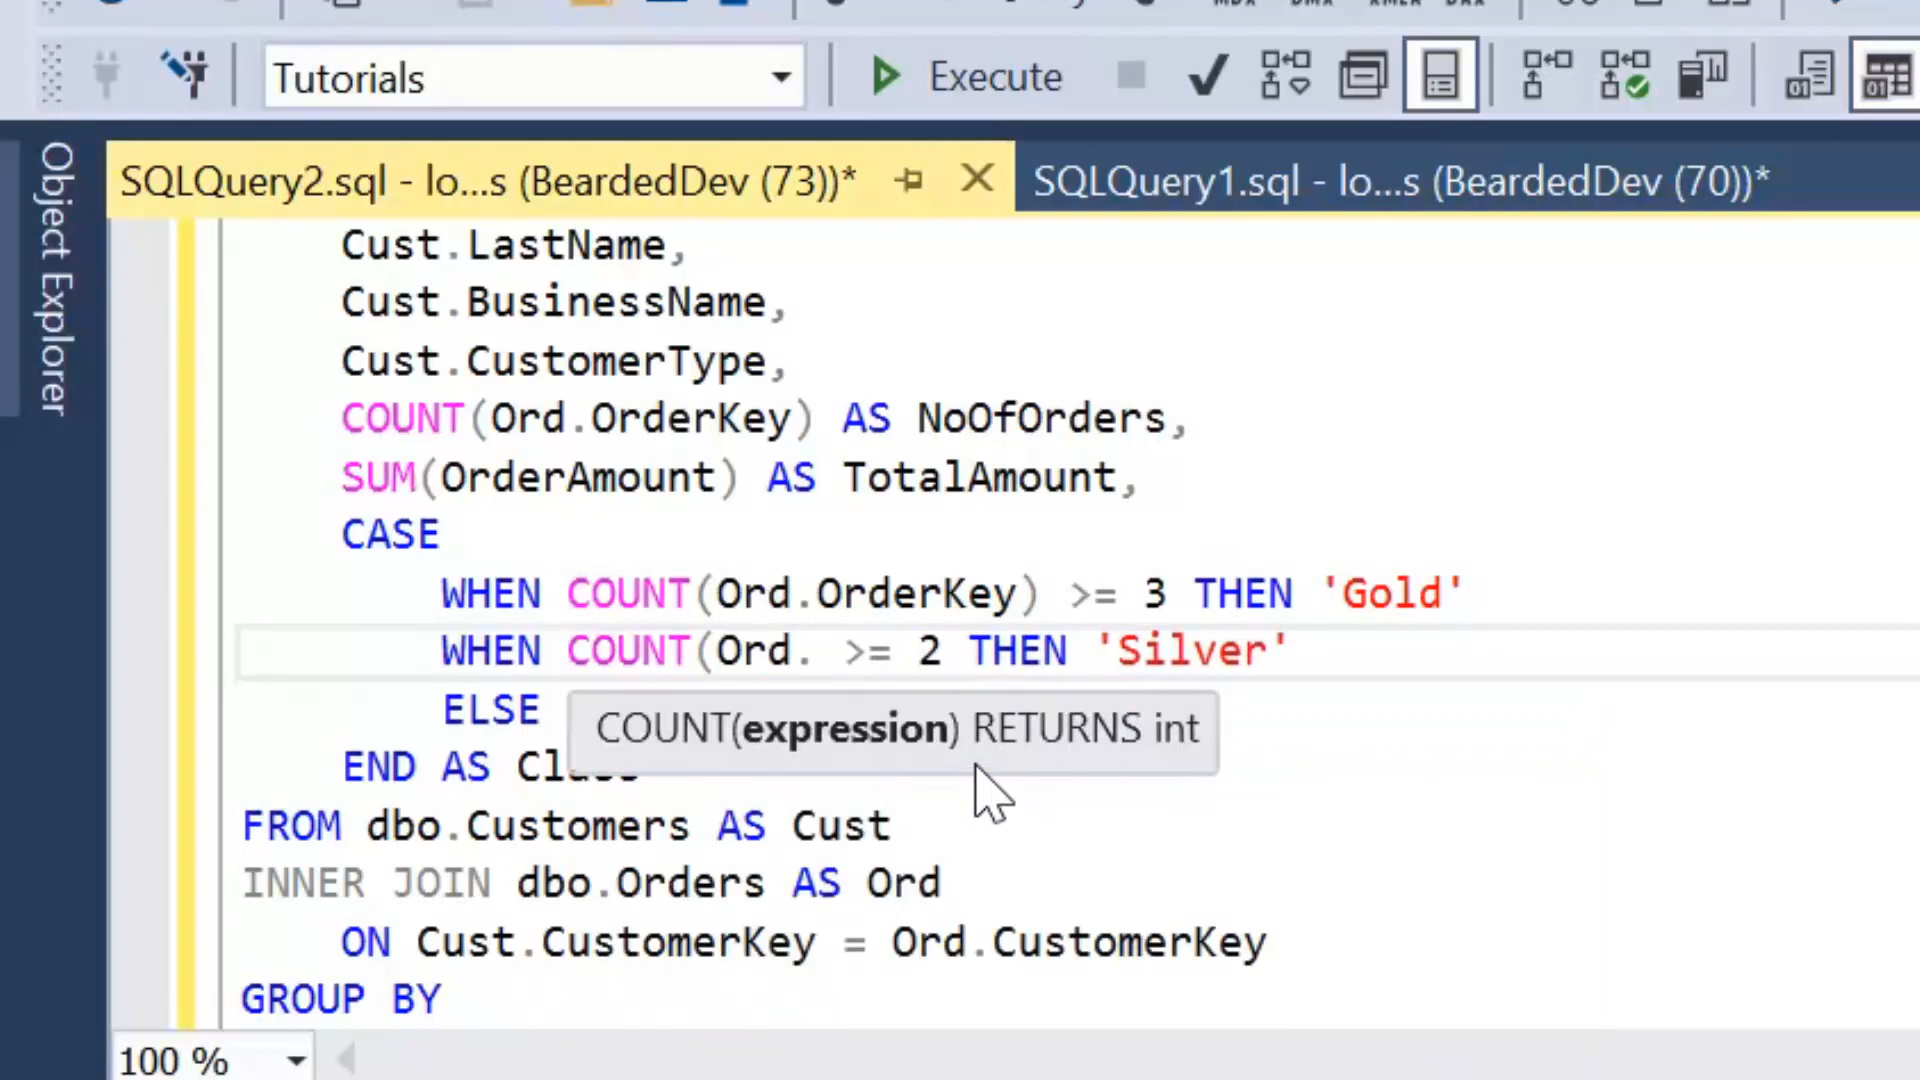 Tutorials
Execute
Object Explorer
SQLQuery2.sql - lo...s (BeardedDev (73))*
SQLQuery1.sql - lo...s (BeardedDev (70))*
Cust.LastName,
Cust.BusinessName,
Cust.CustomerType,
COUNT(Ord.OrderKey) AS NoOfOrders,
SUM(OrderAmount) AS TotalAmount,
CASE
WHEN COUNT(Ord.OrderKey) >= 3 THEN 'Gold'
WHEN COUNT(Ord. >= 2 THEN 'Silver'
ELSE
COUNT(expression) RETURNS int
END AS
FROM dbo.Customers AS Cust
INNER JOIN dbo.Orders AS Ord
ON Cust.CustomerKey = Ord.CustomerKey
GROUP BY
100 %